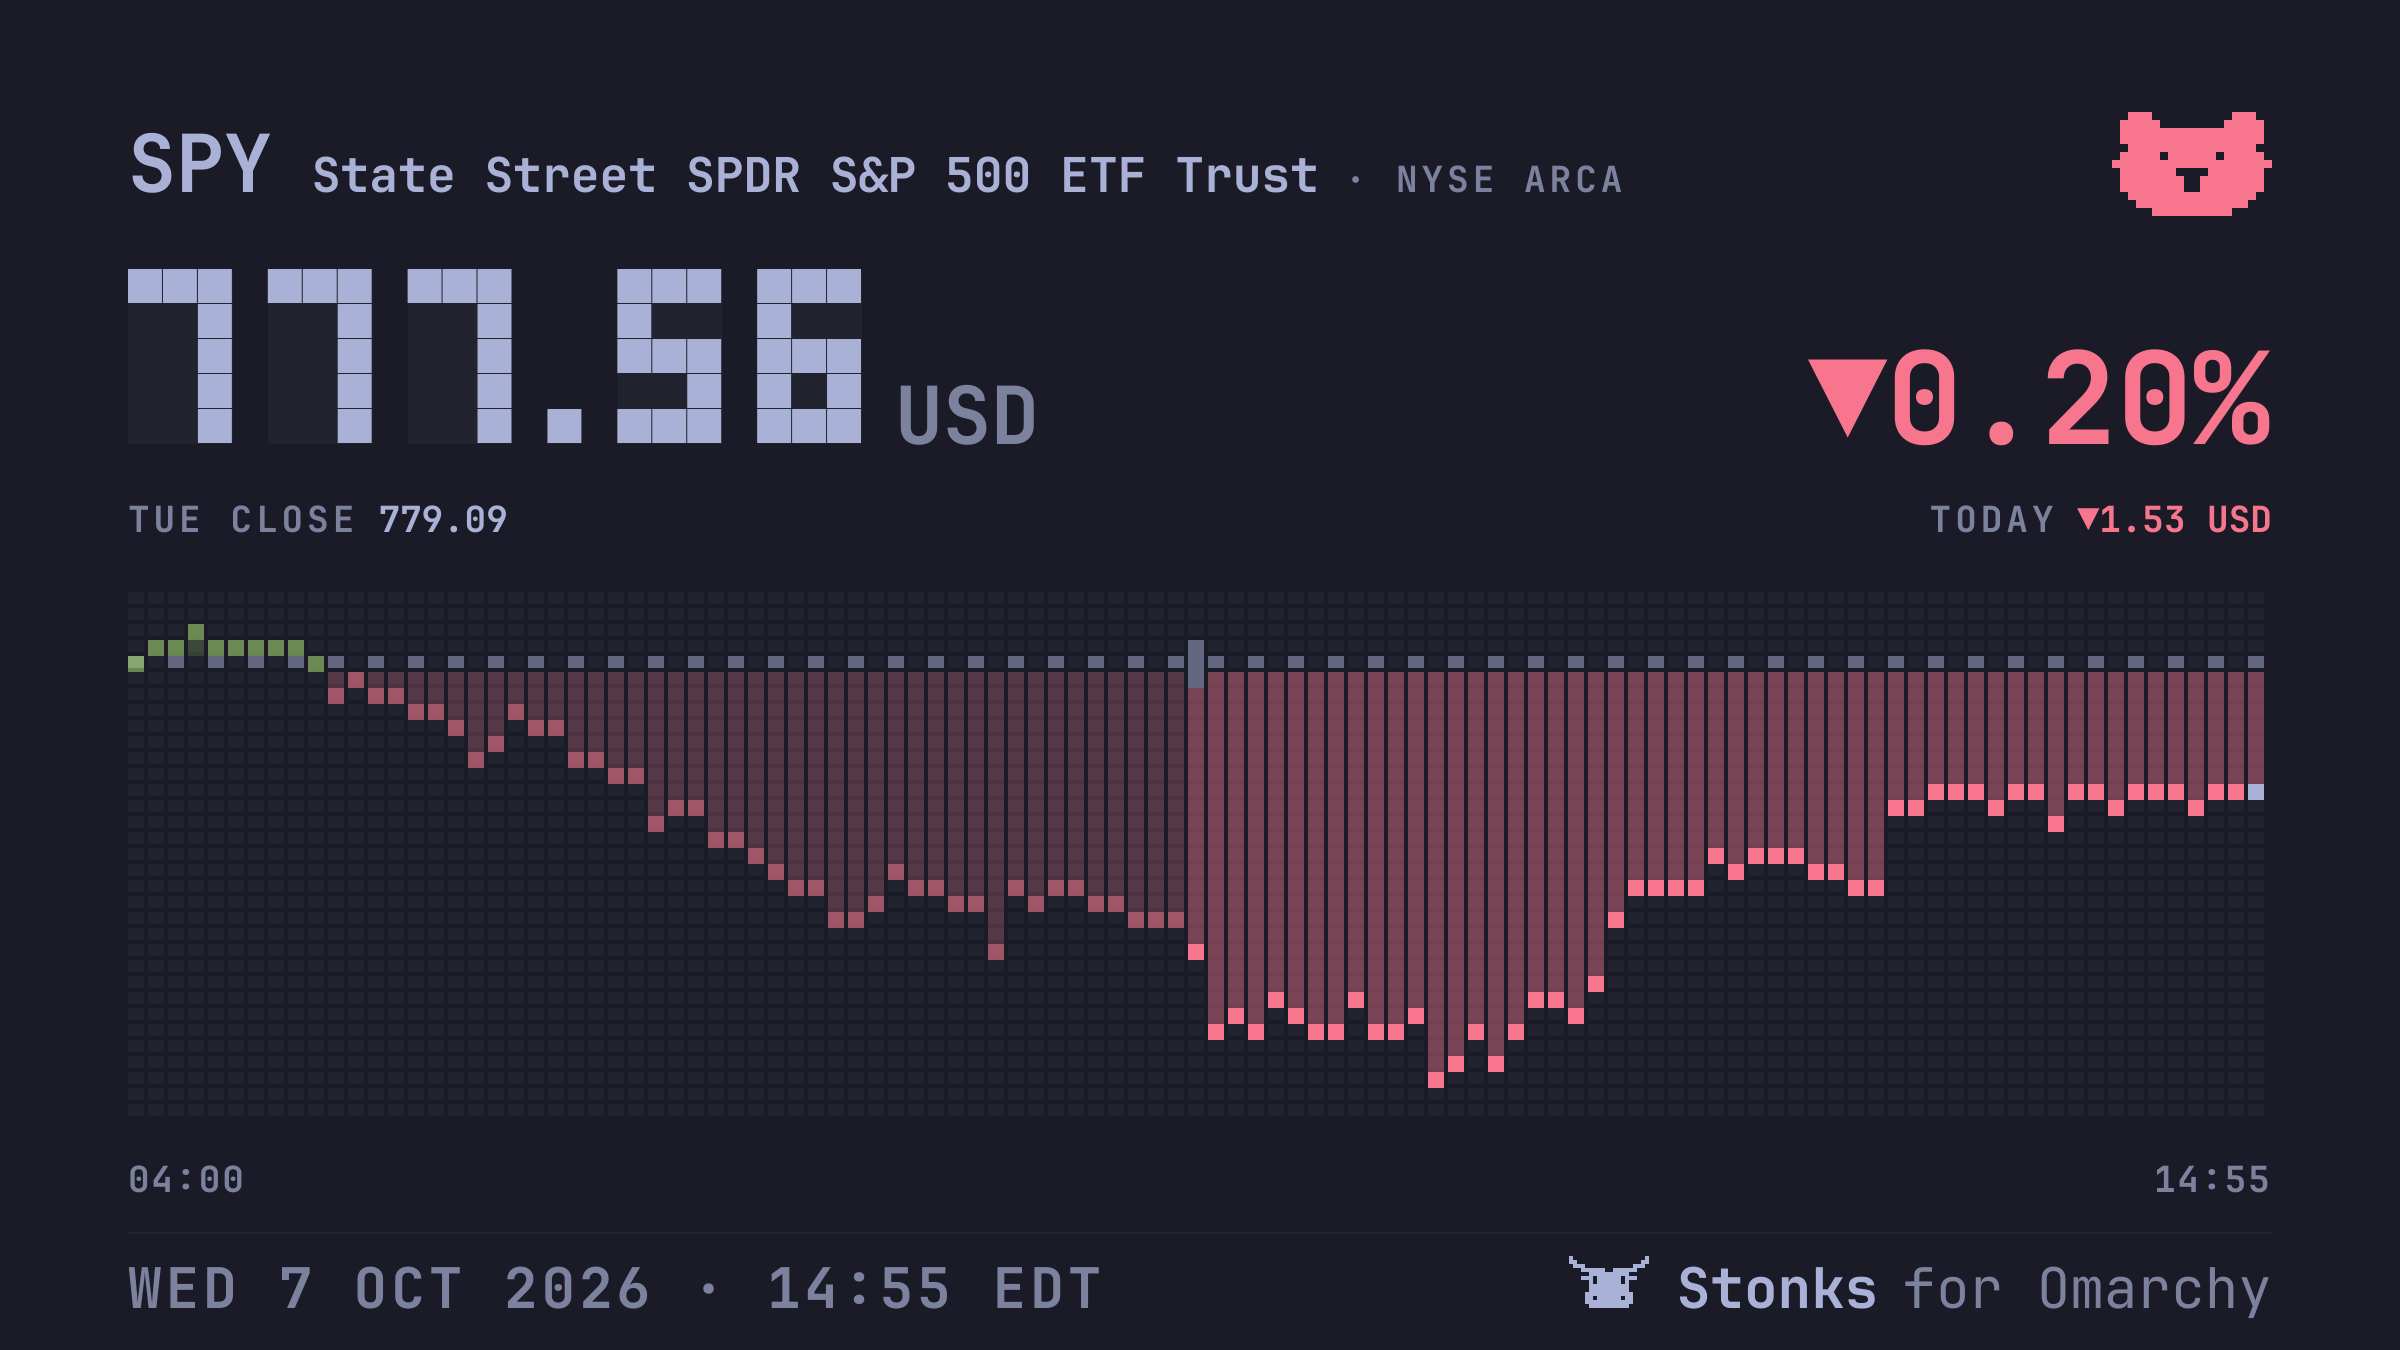 SPY State Street SPDR S&P 500 ETF Trust · NYSE ARCA
777.56 USD ▼0.20%
TUE CLOSE 779.09 TODAY ▼1.53 USD
04:00 14:55
WED 7 OCT 2026 · 14:55 EDT Stonks for Omarchy